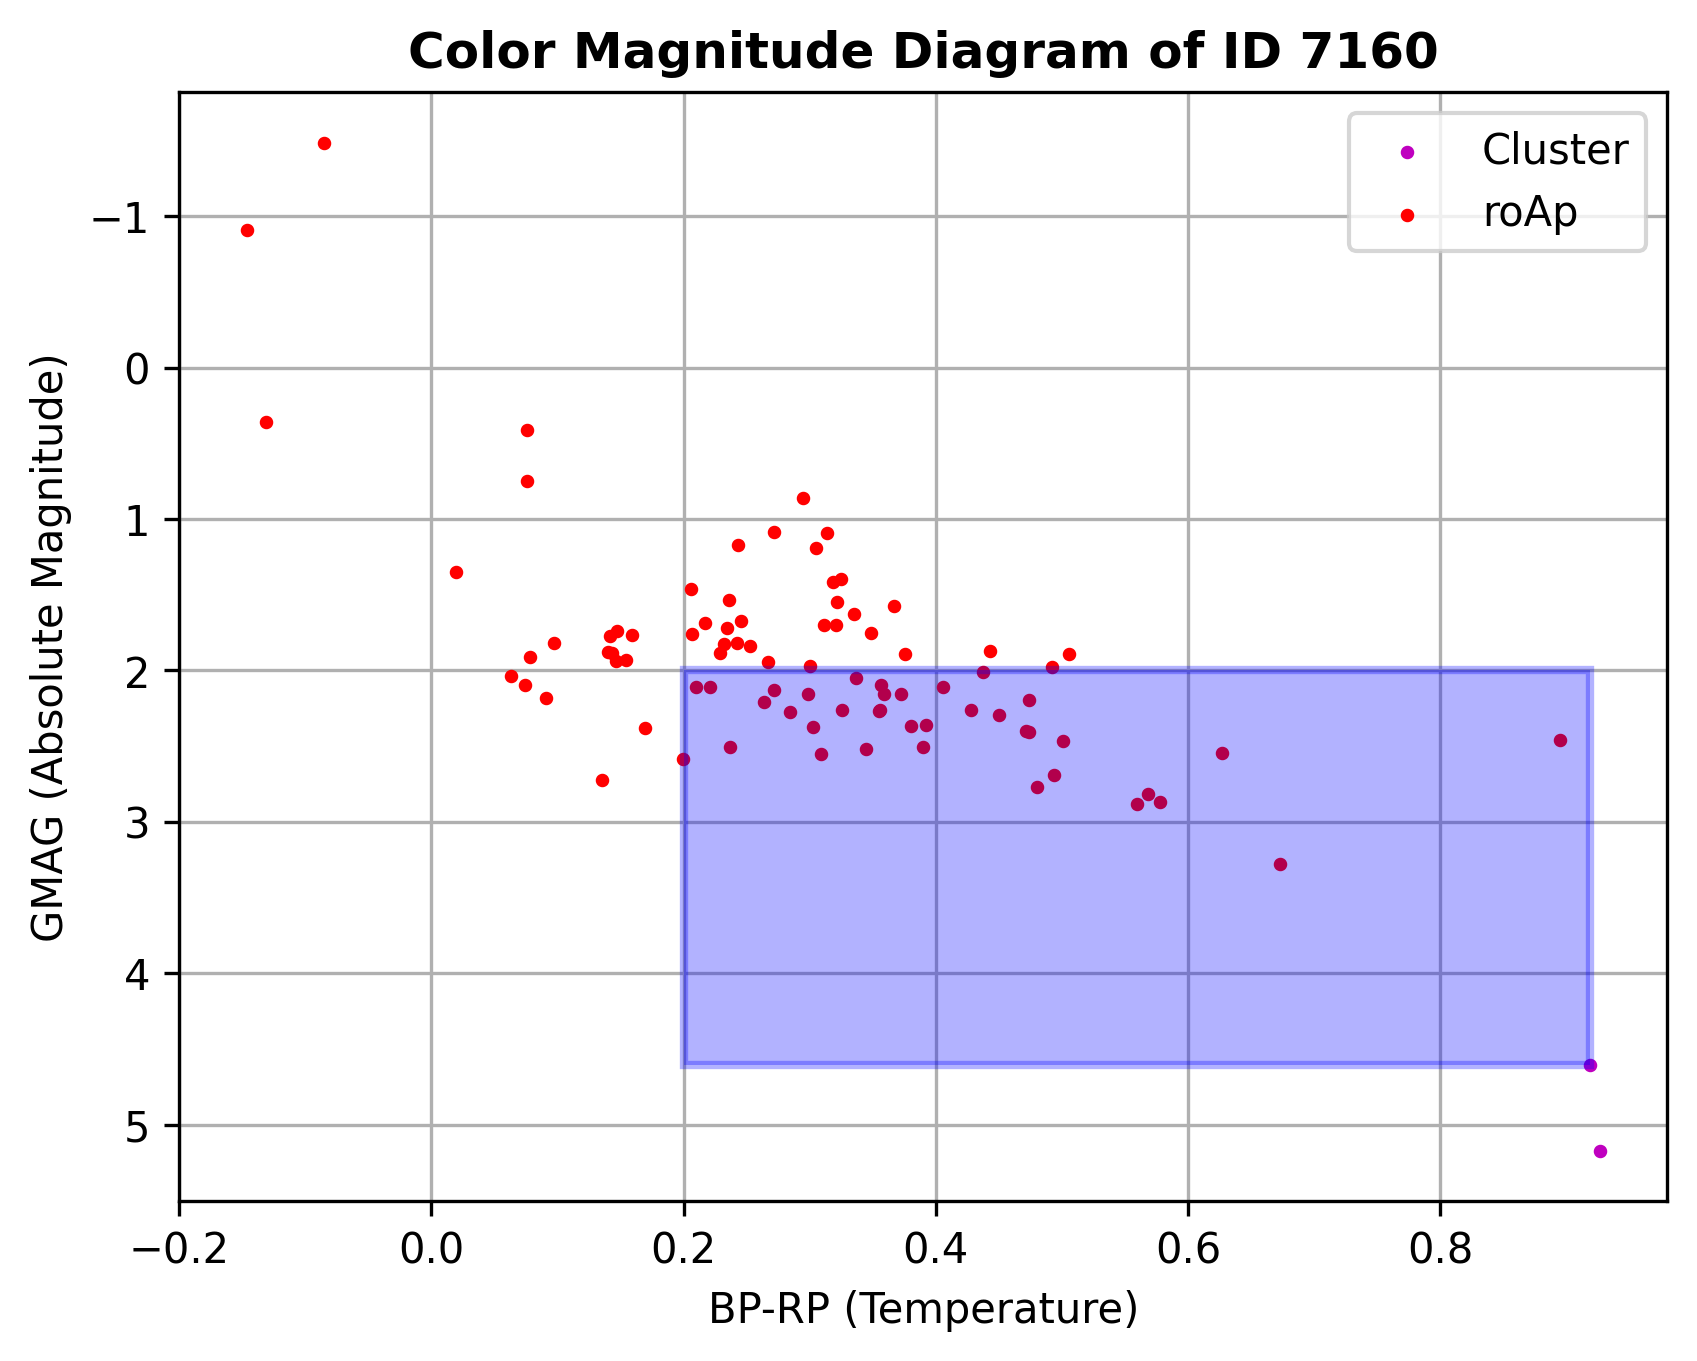 Color Magnitude Diagram of ID 7160
Cluster
roAp
GMAG (Absolute Magnitude)
−1
0
1
2
3
4
5
−0.2 0.0 0.2 0.4 0.6 0.8
BP-RP (Temperature)